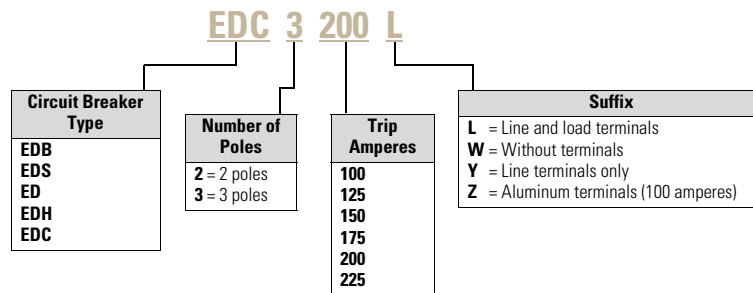 EDC 3 200 L
Circuit Breaker
Type
EDB
EDS
ED
EDH
EDC
Number of
Poles
2 = 2 poles
3 = 3 poles
Trip
Amperes
100
125
150
175
200
225
Suffix
L = Line and load terminals
W = Without terminals
Y = Line terminals only
Z = Aluminum terminals (100 amperes)